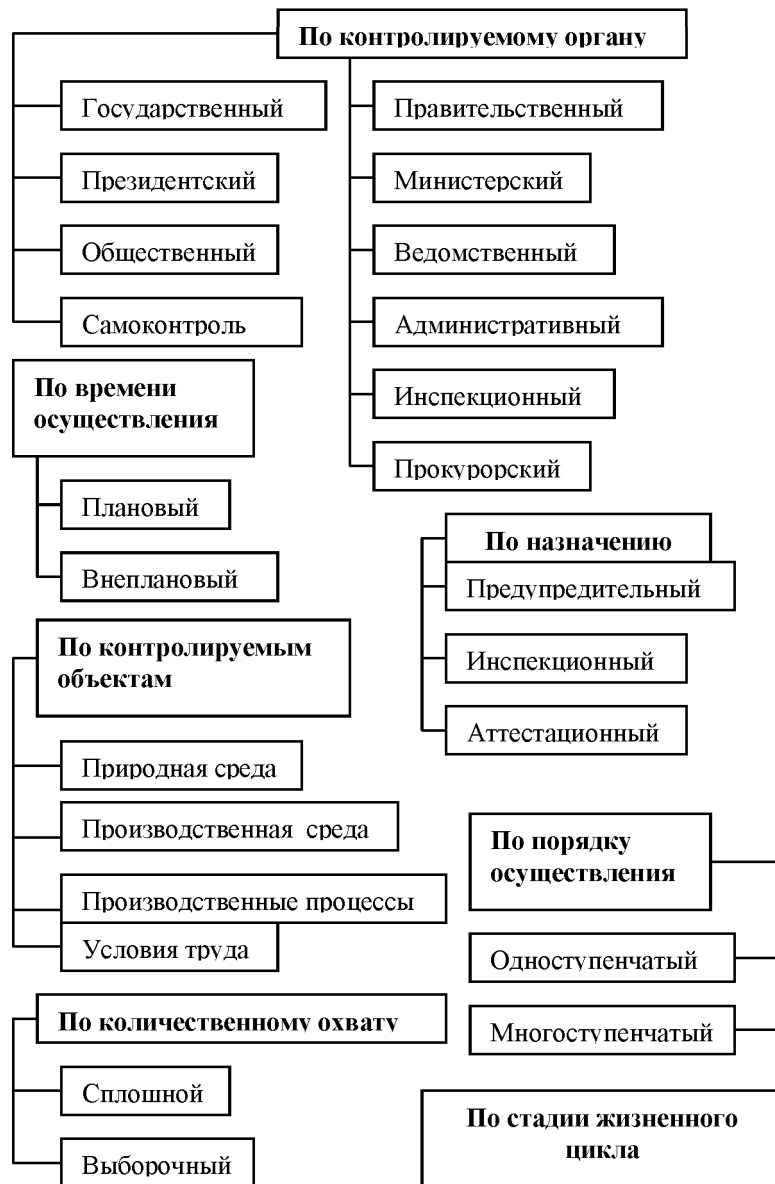 По контролируемому органу
Государственный
Президентский
Общественный
Самоконтроль
Правительственный
Министерский
Ведомственный
Административный
Инспекционный
Прокурорский
По времени
осуществления
Плановый
Внеплановый
По назначению
Предупредительный
Инспекционный
Аттестационный
По контролируемым
объектам
Природная среда
Производственная среда
Производственные процессы
Условия труда
По порядку
осуществления
Одноступенчатый
Многоступенчатый
По количественному охвату
Сплошной
Выборочный
По стадии жизненного
цикла